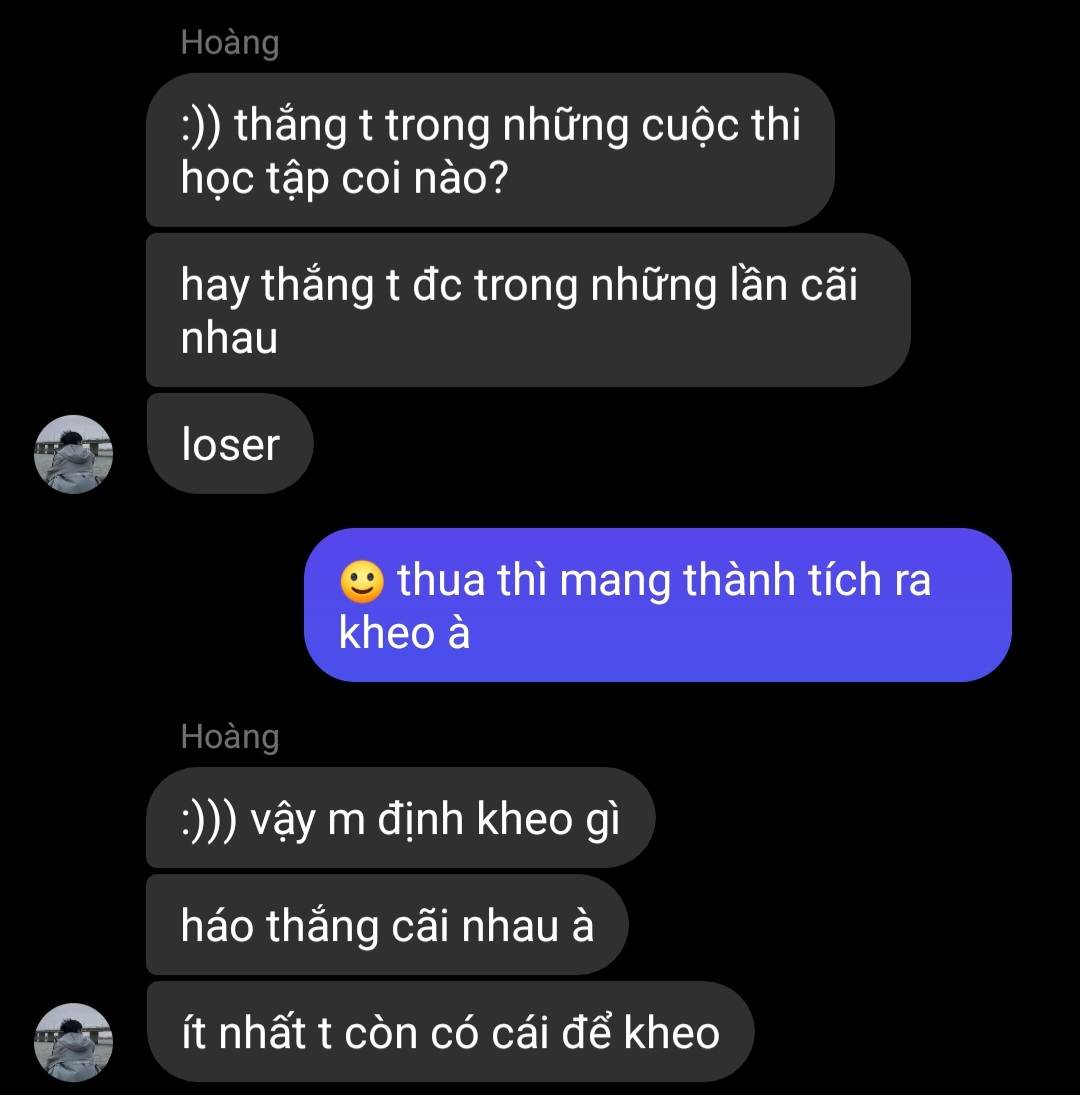 Hoàng
:)) thắng t trong những cuộc thi
học tập coi nào?
hay thắng t đc trong những lần cãi
nhau
loser
🙂 thua thì mang thành tích ra
kheo à
Hoàng
:))) vậy m định kheo gì
háo thắng cãi nhau à
ít nhất t còn có cái để kheo